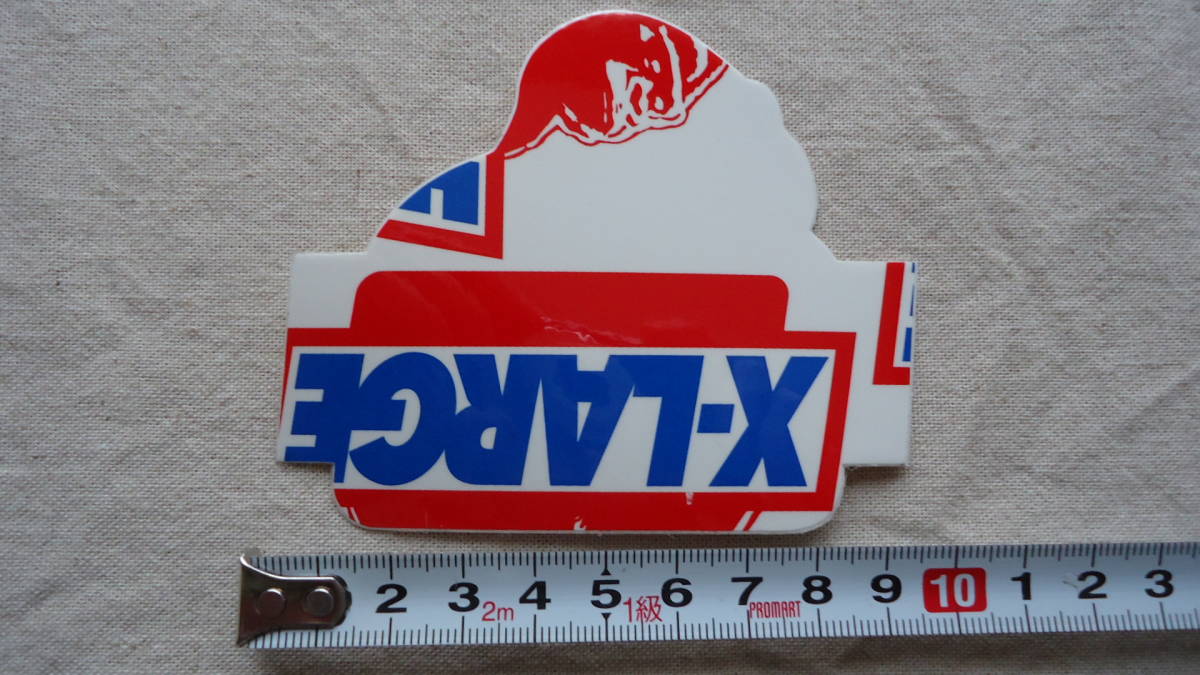 X-LARGE
2 3 4 5 6 7 8 9 10 1 2 3
2m 1級 PROMART